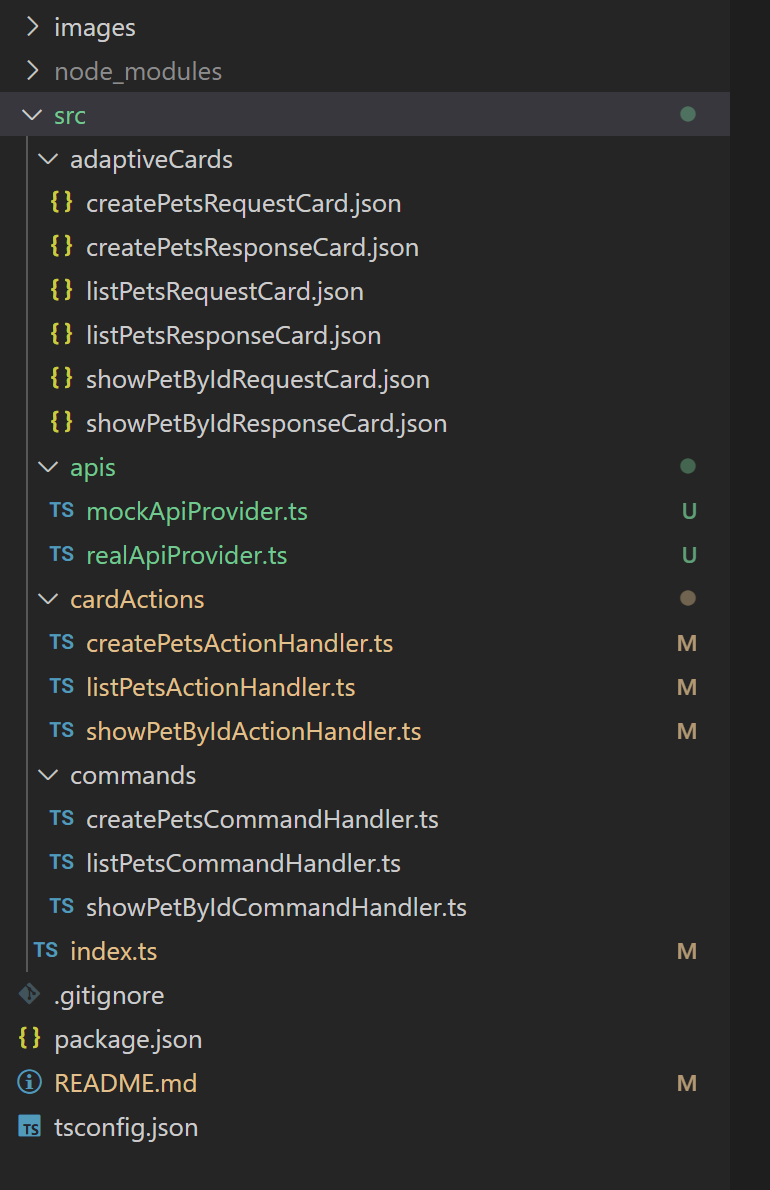 images
node_modules
src
adaptiveCards
{} createPetsRequestCard.json
{} createPetsResponseCard.json
{} listPetsRequestCard.json
{} listPetsResponseCard.json
{} showPetByIdRequestCard.json
{} showPetByIdResponseCard.json
apis
TS mockApiProvider.ts U
TS realApiProvider.ts U
cardActions
TS createPetsActionHandler.ts M
TS listPetsActionHandler.ts M
TS showPetByIdActionHandler.ts M
commands
TS createPetsCommandHandler.ts
TS listPetsCommandHandler.ts
TS showPetByIdCommandHandler.ts
TS index.ts M
.gitignore
{} package.json
README.md M
TS tsconfig.json